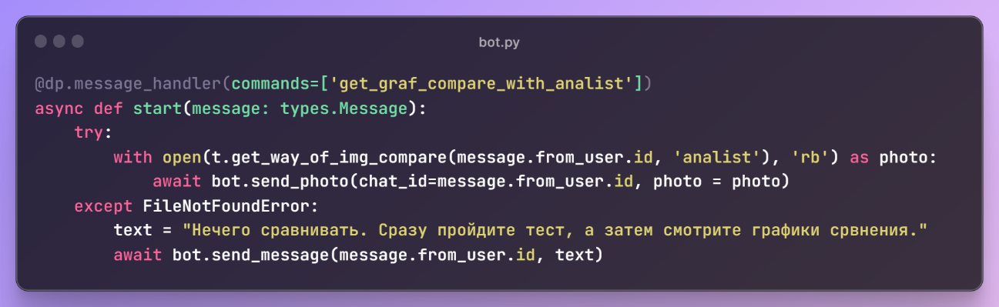 bot.py
@dp.message_handler(commands=['get_graf_compare_with_analist'])
async def start(message: types.Message):
    try:
        with open(t.get_way_of_img_compare(message.from_user.id, 'analist'), 'rb') as photo:
            await bot.send_photo(chat_id=message.from_user.id, photo = photo)
    except FileNotFoundError:
        text = "Нечего сравнивать. Сразу пройдите тест, а затем смотрите графики срвнения."
        await bot.send_message(message.from_user.id, text)